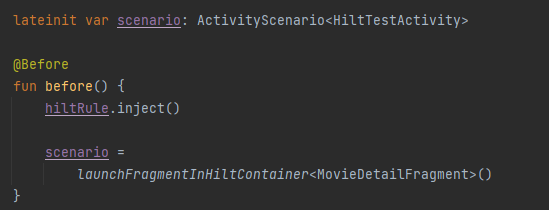 lateinit var scenario: ActivityScenario<HiltTestActivity>
@Before
fun before() {
hiltRule.inject()
scenario =
launchFragmentInHiltContainer<MovieDetailFragment>()
}